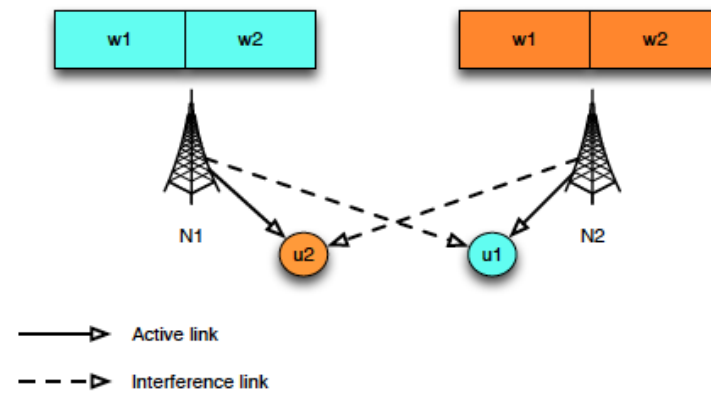 w1 w2 w1 w2
N1 N2
u2 u1
Active link
Interference link